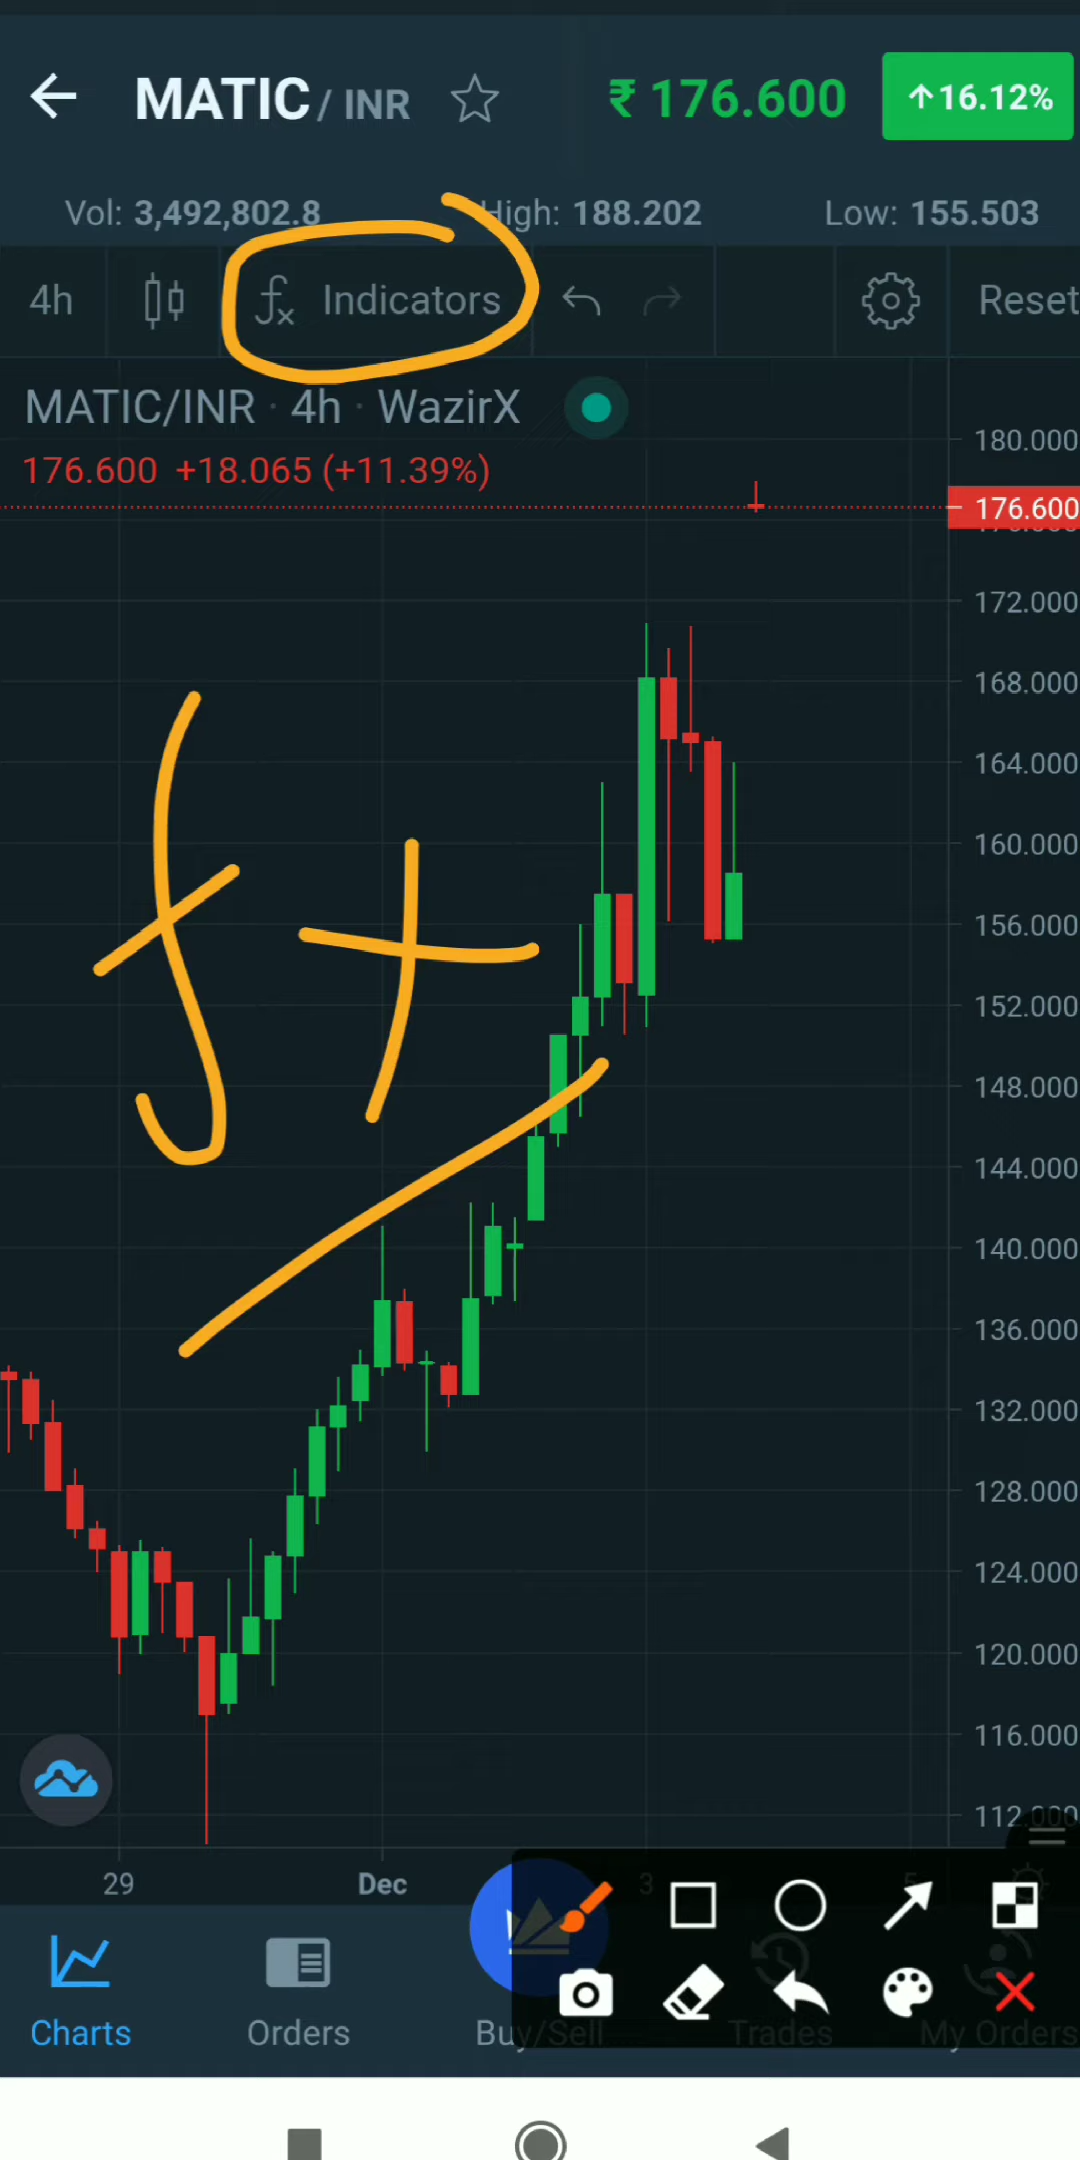 MATIC / INR ₹ 176.600 ↑16.12%
Vol: 3,492,802.8 High: 188.202 Low: 155.503
4h fx Indicators Reset
MATIC/INR · 4h · WazirX
176.600 +18.065 (+11.39%)
180.000
176.600
172.000
168.000
164.000
160.000
156.000
152.000
148.000
144.000
140.000
136.000
132.000
128.000
124.000
120.000
116.000
112.000
29 Dec 3 5
Charts Orders Buy/Sell Trades My Orders